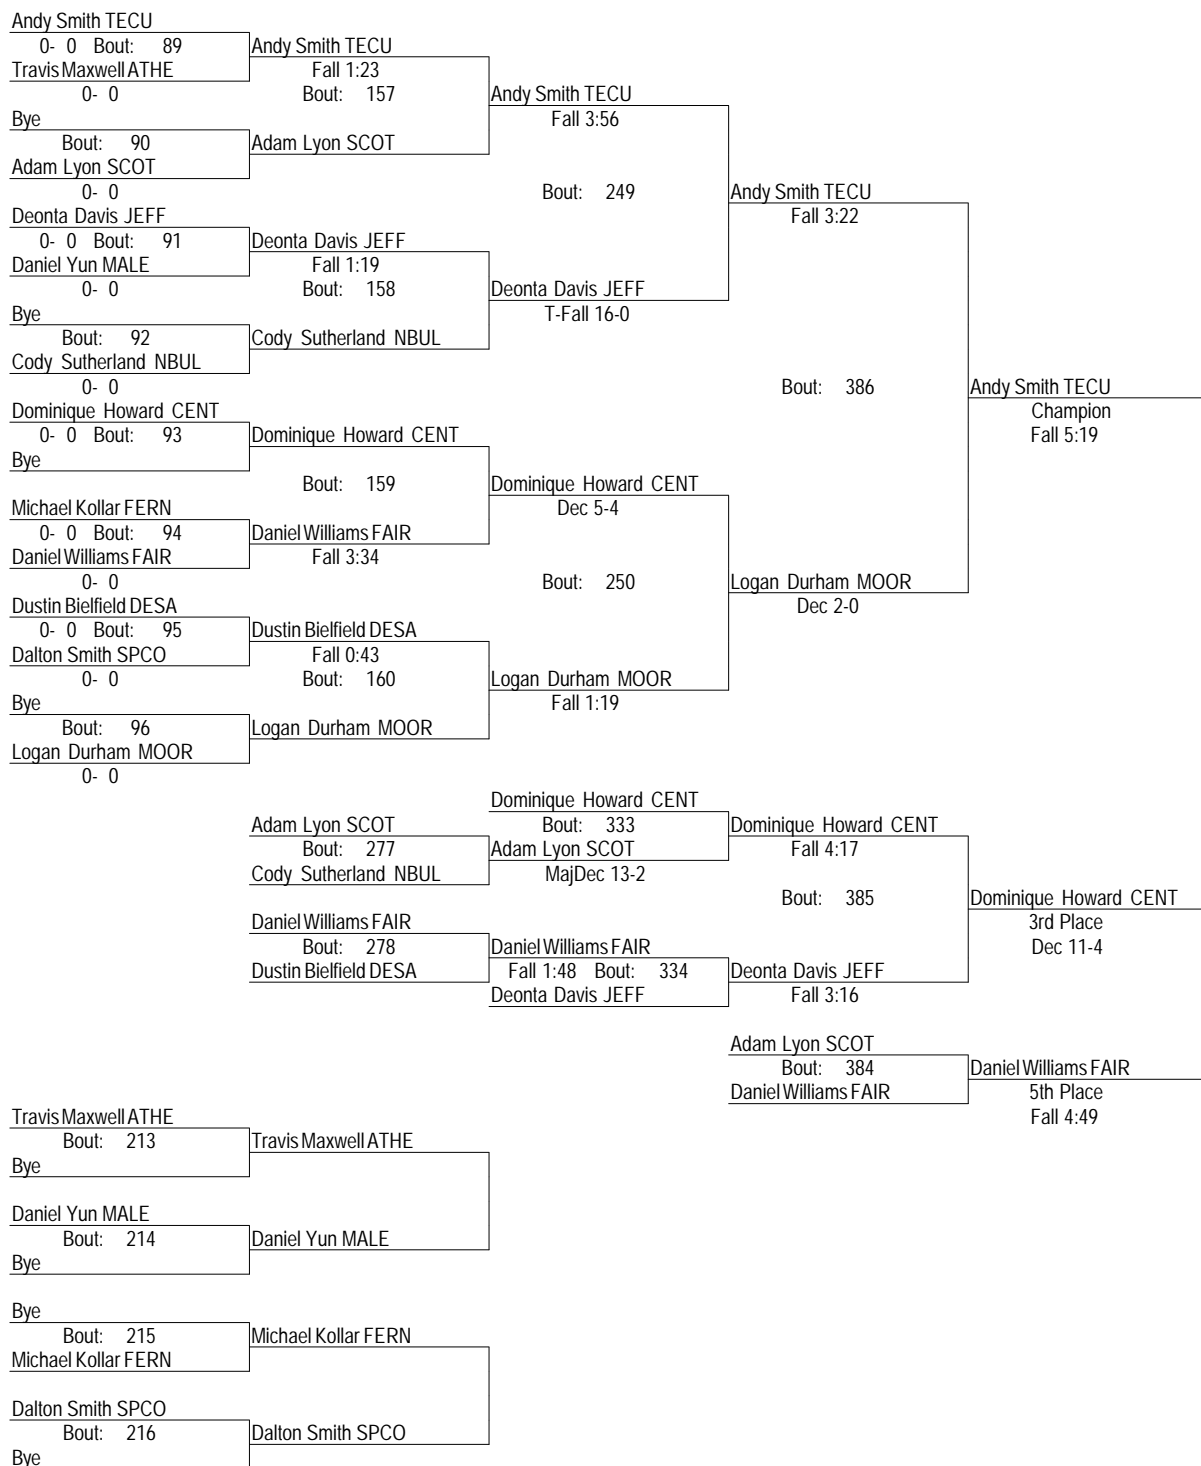 Andy Smith TECU
0- 0 Bout: 89 Andy Smith TECU
Travis Maxwell ATHE Fall 1:23
0- 0 Bout: 157 Andy Smith TECU
Bye Fall 3:56
Bout: 90 Adam Lyon SCOT
Adam Lyon SCOT
0- 0 Bout: 249 Andy Smith TECU
Deonta Davis JEFF Fall 3:22
0- 0 Bout: 91 Deonta Davis JEFF
Daniel Yun MALE Fall 1:19
0- 0 Bout: 158 Deonta Davis JEFF
Bye T-Fall 16-0
Bout: 92 Cody Sutherland NBUL
Cody Sutherland NBUL
0- 0 Bout: 386 Andy Smith TECU
Dominique Howard CENT Champion
0- 0 Bout: 93 Dominique Howard CENT Fall 5:19
Bye
Bout: 159 Dominique Howard CENT
Michael Kollar FERN Dec 5-4
0- 0 Bout: 94 Daniel Williams FAIR
Daniel Williams FAIR Fall 3:34
0- 0 Bout: 250 Logan Durham MOOR
Dustin Bielfield DESA Dec 2-0
0- 0 Bout: 95 Dustin Bielfield DESA
Dalton Smith SPCO Fall 0:43
0- 0 Bout: 160 Logan Durham MOOR
Bye Fall 1:19
Bout: 96 Logan Durham MOOR
Logan Durham MOOR
0- 0
Dominique Howard CENT
Adam Lyon SCOT Bout: 333 Dominique Howard CENT
Bout: 277 Adam Lyon SCOT Fall 4:17
Cody Sutherland NBUL MajDec 13-2
Bout: 385 Dominique Howard CENT
Daniel Williams FAIR 3rd Place
Bout: 278 Daniel Williams FAIR Dec 11-4
Dustin Bielfield DESA Fall 1:48 Bout: 334 Deonta Davis JEFF
Deonta Davis JEFF Fall 3:16
Adam Lyon SCOT
Bout: 384 Daniel Williams FAIR
Daniel Williams FAIR 5th Place
Travis Maxwell ATHE Fall 4:49
Bout: 213 Travis Maxwell ATHE
Bye
Daniel Yun MALE
Bout: 214 Daniel Yun MALE
Bye
Bye
Bout: 215 Michael Kollar FERN
Michael Kollar FERN
Dalton Smith SPCO
Bout: 216 Dalton Smith SPCO
Bye